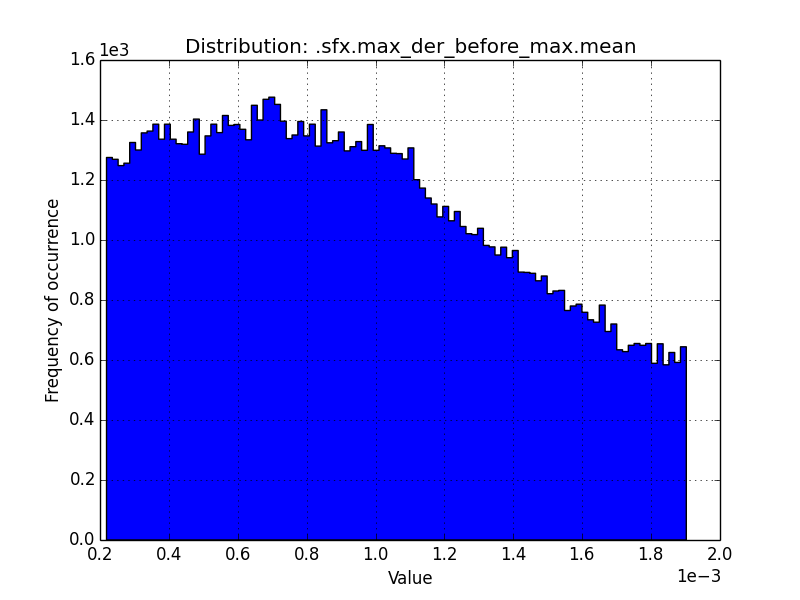 Distribution: .sfx.max_der_before_max.mean
1e3
1.6
1.4
1.2
1.0
0.8
0.6
0.4
0.2
0.0
Frequency of occurrence
0.2 0.4 0.6 0.8 1.0 1.2 1.4 1.6 1.8 2.0
Value
1e−3